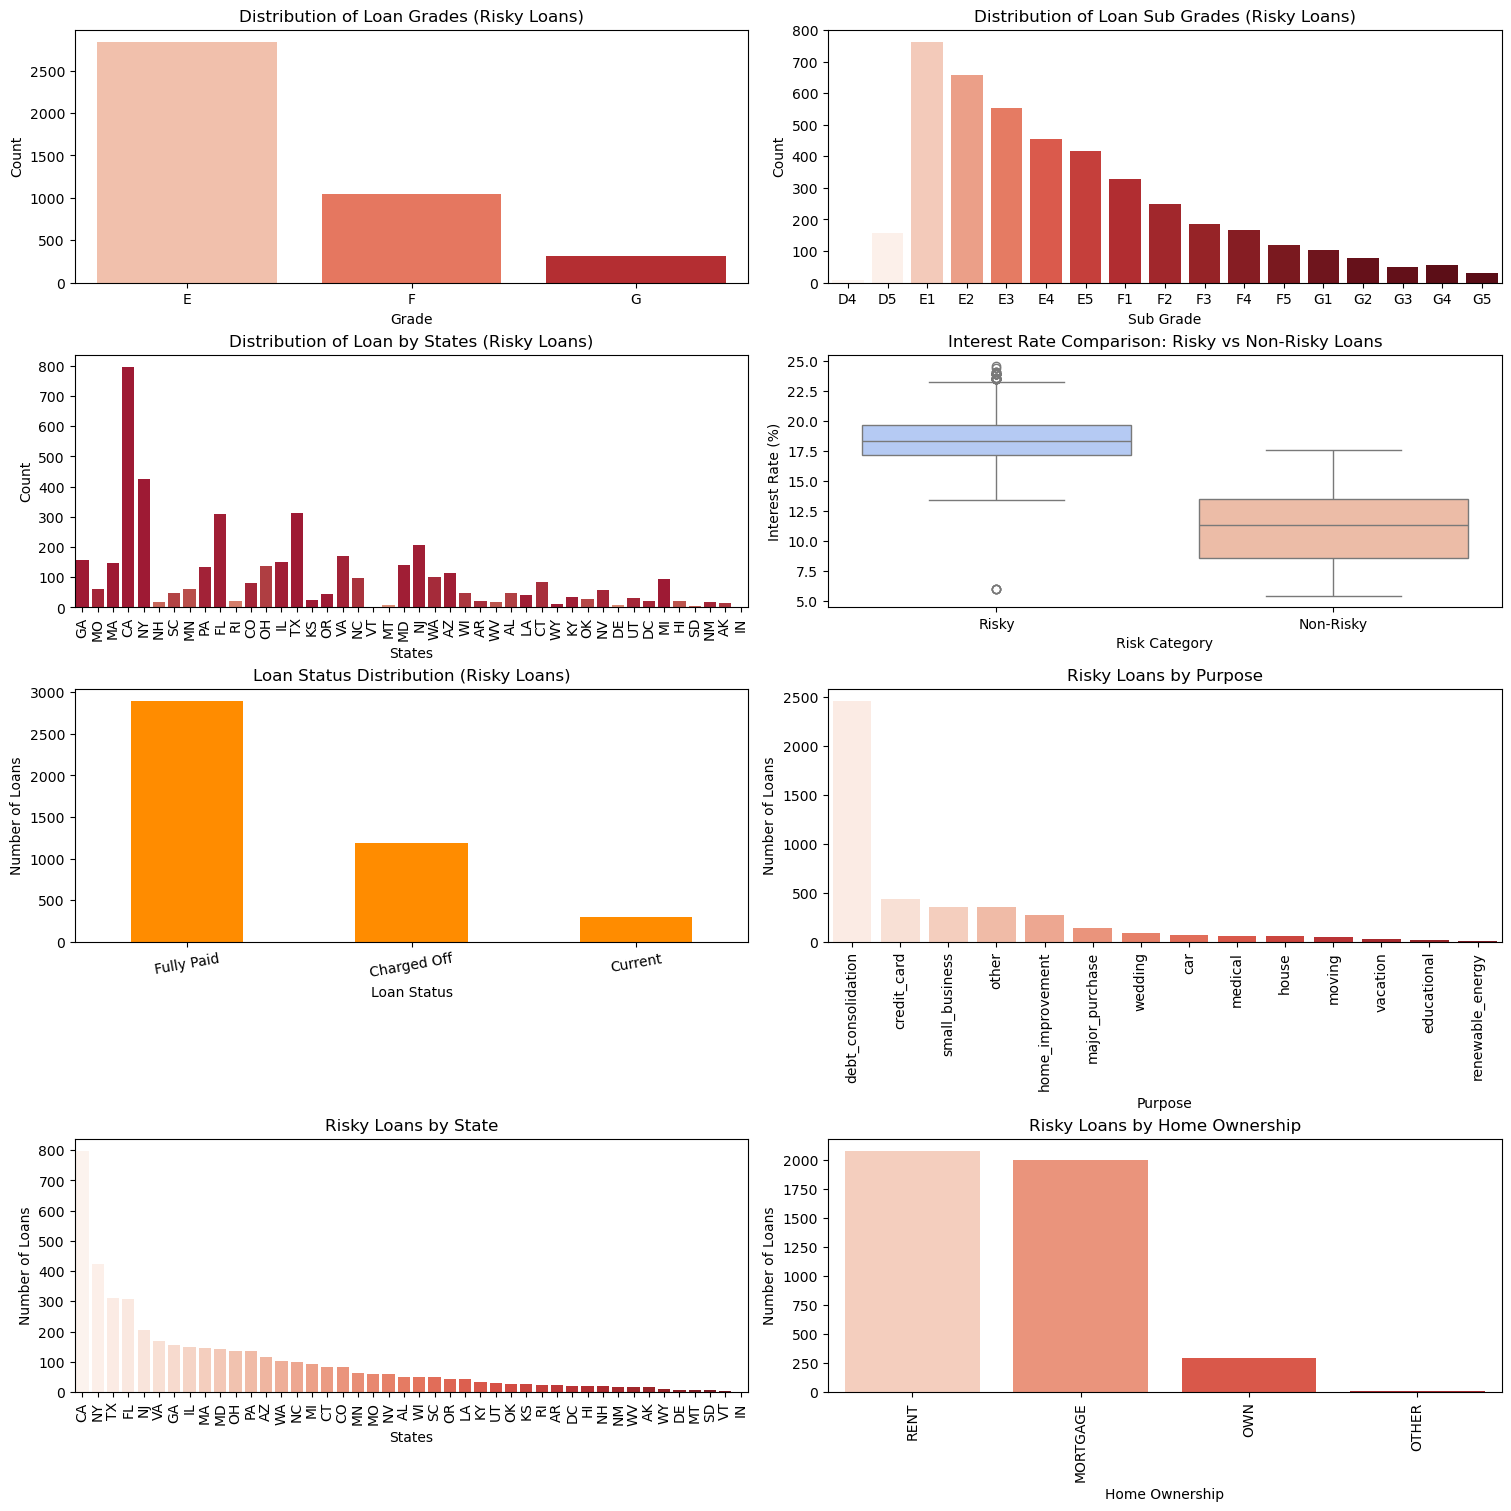 Distribution of Loan Grades (Risky Loans)
Count
2500
2000
1500
1000
500
0
E F G
Grade
Distribution of Loan Sub Grades (Risky Loans)
Count
800
700
600
500
400
300
200
100
0
D4 D5 E1 E2 E3 E4 E5 F1 F2 F3 F4 F5 G1 G2 G3 G4 G5
Sub Grade
Distribution of Loan by States (Risky Loans)
Count
800
700
600
500
400
300
200
100
0
GA MO MA CA NY NH SC MN PA FL RI CO OH IL TX KS OR VA NC VT MT MD NJ WA AZ WI AR WV AL LA CT WY KY OK NV DE UT DC MI HI SD NM AK IN
States
Interest Rate Comparison: Risky vs Non-Risky Loans
Interest Rate (%)
25.0
22.5
20.0
17.5
15.0
12.5
10.0
7.5
5.0
Risky Non-Risky
Risk Category
Loan Status Distribution (Risky Loans)
Number of Loans
3000
2500
2000
1500
1000
500
0
Fully Paid Charged Off Current
Loan Status
Risky Loans by Purpose
Number of Loans
2500
2000
1500
1000
500
0
debt_consolidation credit_card small_business other home_improvement major_purchase wedding car medical house moving vacation educational renewable_energy
Purpose
Risky Loans by State
Number of Loans
800
700
600
500
400
300
200
100
0
CA NY TX FL NJ VA GA IL MA MD OH PA AZ WA NC MI CT CO MN MO NV AL WI SC OR LA KY UT OK KS RI AR DC HI NH NM WV AK WY DE MT SD VT IN
States
Risky Loans by Home Ownership
Number of Loans
2000
1750
1500
1250
1000
750
500
250
0
RENT MORTGAGE OWN OTHER
Home Ownership